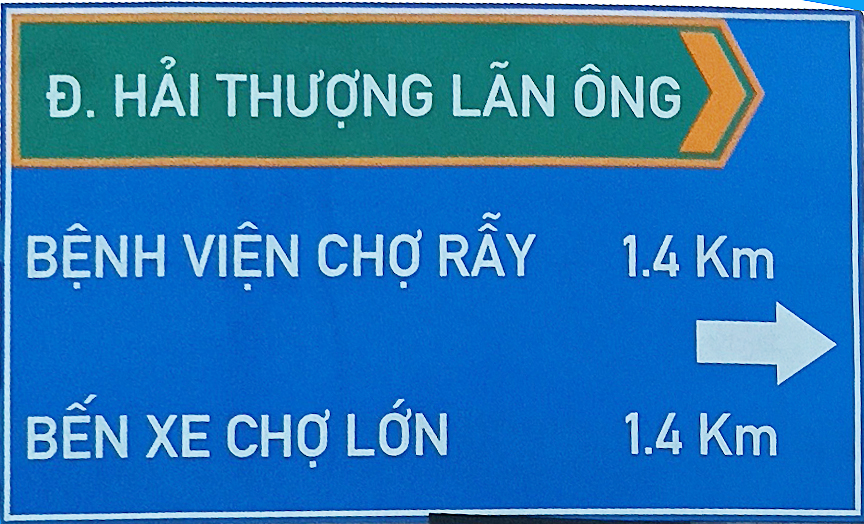 Đ. HẢI THƯỢNG LÃN ÔNG
BỆNH VIỆN CHỢ RẪY 1.4 Km
BẾN XE CHỢ LỚN 1.4 Km